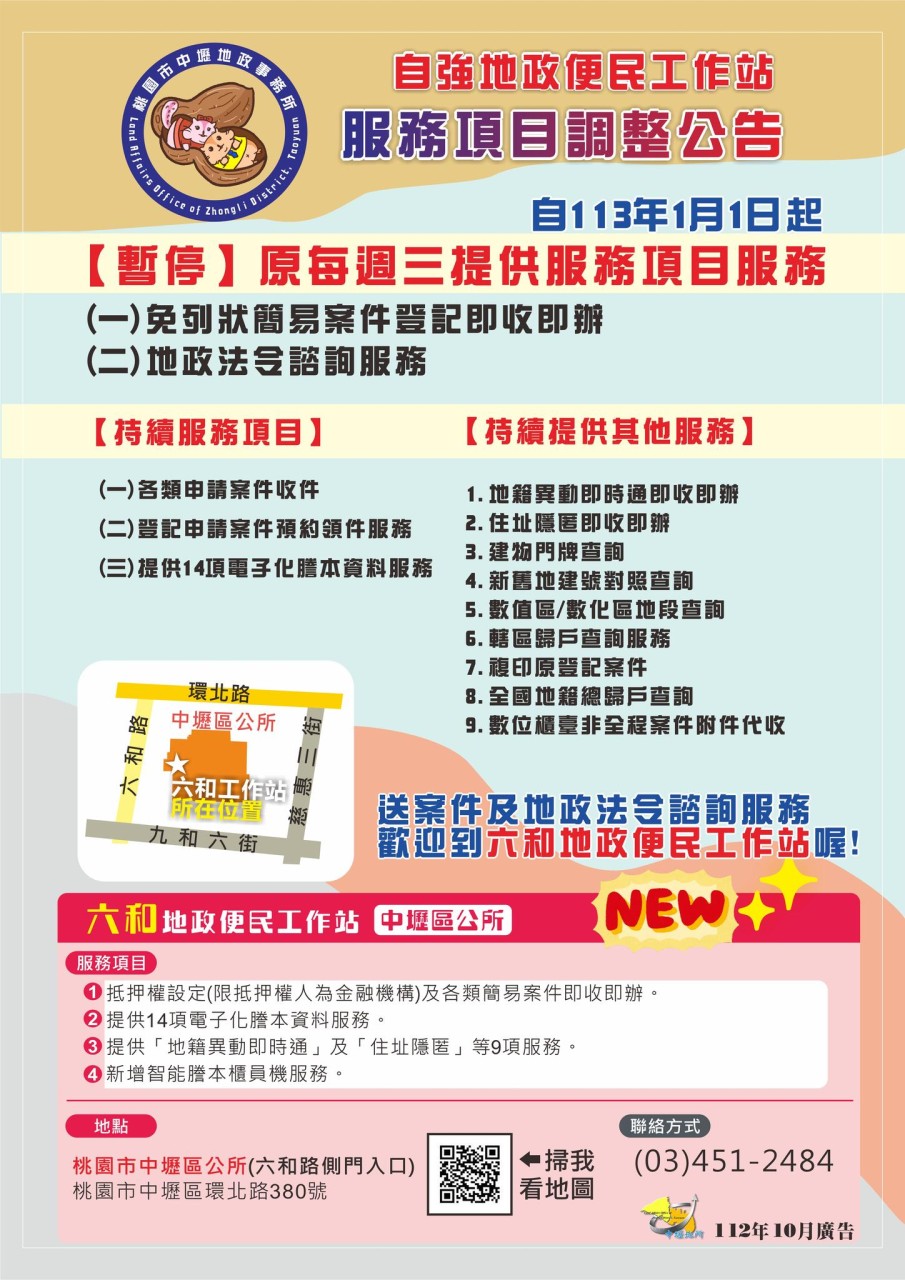 桃園市中壢地政事務所
Land Affairs Office of Zhongli District, Taoyuan
自強地政便民工作站
服務項目調整公告
自113年1月1日起
【暫停】原每週三提供服務項目服務
(一)免列狀簡易案件登記即收即辦
(二)地政法令諮詢服務
【持續服務項目】
(一)各類申請案件收件
(二)登記申請案件預約領件服務
(三)提供14項電子化謄本資料服務
【持續提供其他服務】
1. 地籍異動即時通即收即辦
2. 住址隱匿即收即辦
3. 建物門牌查詢
4. 新舊地建號對照查詢
5. 數值區/數化區地段查詢
6. 轄區歸戶查詢服務
7. 複印原登記案件
8. 全國地籍總歸戶查詢
9. 數位櫃臺非全程案件附件代收
環北路
中壢區公所
六和路
慈惠三街
六和工作站
所在位置
九和六街
送案件及地政法令諮詢服務
歡迎到六和地政便民工作站喔!
NEW
六和地政便民工作站 中壢區公所
服務項目
1 抵押權設定(限抵押權人為金融機構)及各類簡易案件即收即辦。
2 提供14項電子化謄本資料服務。
3 提供「地籍異動即時通」及「住址隱匿」等9項服務。
4 新增智能謄本櫃員機服務。
地點
桃園市中壢區公所(六和路側門入口)
桃園市中壢區環北路380號
掃我
看地圖
聯絡方式
(03)451-2484
112年10月廣告